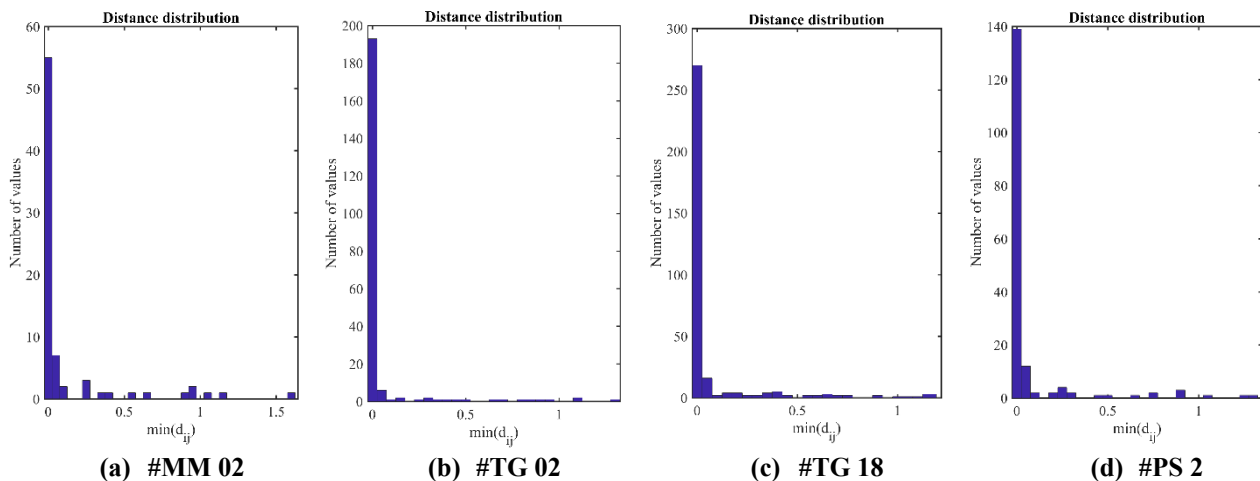 Distance distribution
60
50
40
30
20
10
0
Number of values
0 0.5 1 1.5
min(d_ij)
(a) #MM 02
Distance distribution
200
180
160
140
120
100
80
60
40
20
0
Number of values
0 0.5 1
min(d_ij)
(b) #TG 02
Distance distribution
300
250
200
150
100
50
0
Number of values
0 0.5 1
min(d_ij)
(c) #TG 18
Distance distribution
140
120
100
80
60
40
20
0
Number of values
0 0.5 1
min(d_ij)
(d) #PS 2